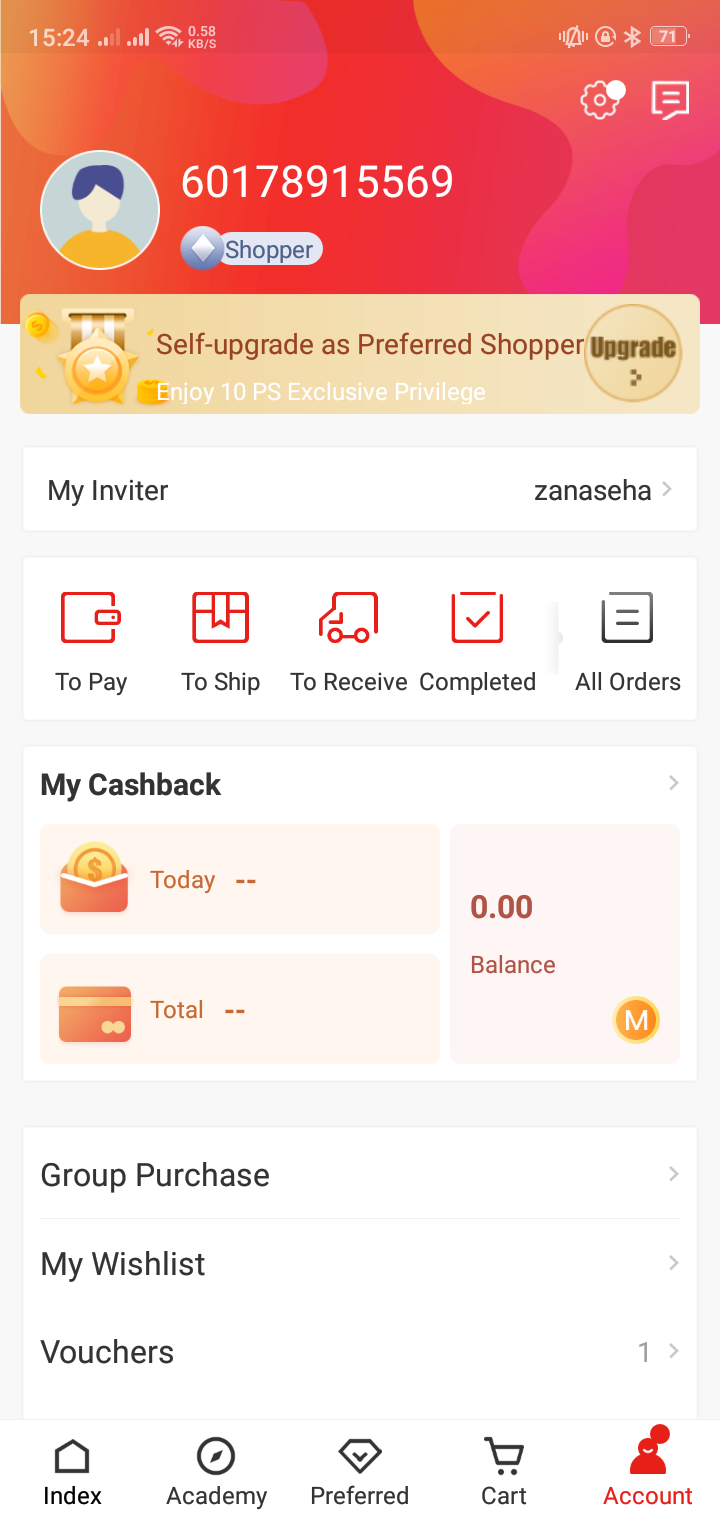 15:24 0.58 KB/S 71
60178915569
Shopper
Self-upgrade as Preferred Shopper Upgrade
Enjoy 10 PS Exclusive Privilege
My Inviter zanaseha
To Pay To Ship To Receive Completed All Orders
My Cashback
Today --
0.00
Balance
Total --
M
Group Purchase
My Wishlist
Vouchers 1
Index Academy Preferred Cart Account